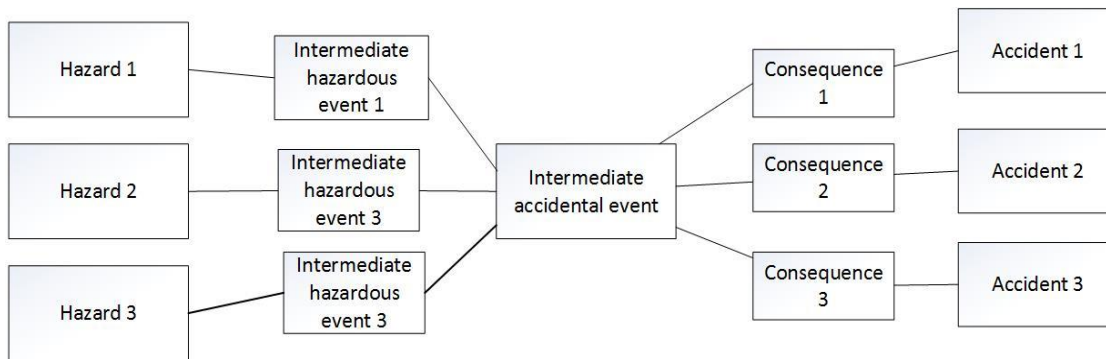 Hazard 1
Intermediate
hazardous
event 1
Hazard 2
Intermediate
hazardous
event 3
Hazard 3
Intermediate
hazardous
event 3
Intermediate
accidental event
Consequence
1
Accident 1
Consequence
2
Accident 2
Consequence
3
Accident 3